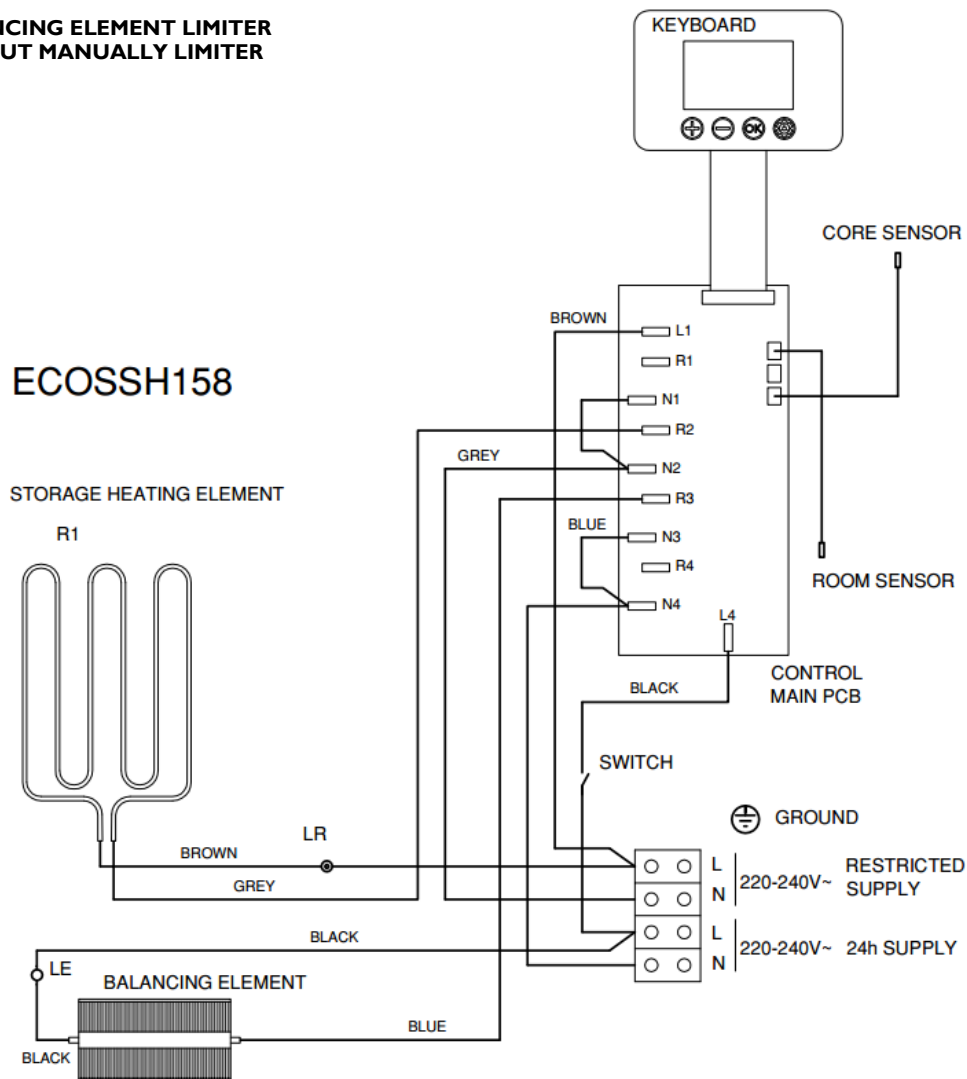 ICING ELEMENT LIMITER
UT MANUALLY LIMITER
KEYBOARD
OK
CORE SENSOR
BROWN
L1
R1
ECOSSH158
N1
R2
GREY
N2
STORAGE HEATING ELEMENT
R3
R1
BLUE
N3
R4
ROOM SENSOR
N4
L4
CONTROL
MAIN PCB
BLACK
SWITCH
GROUND
LR
BROWN
L
RESTRICTED
220-240V~
SUPPLY
GREY
N
BLACK
L
220-240V~ 24h SUPPLY
LE
N
BALANCING ELEMENT
BLUE
BLACK